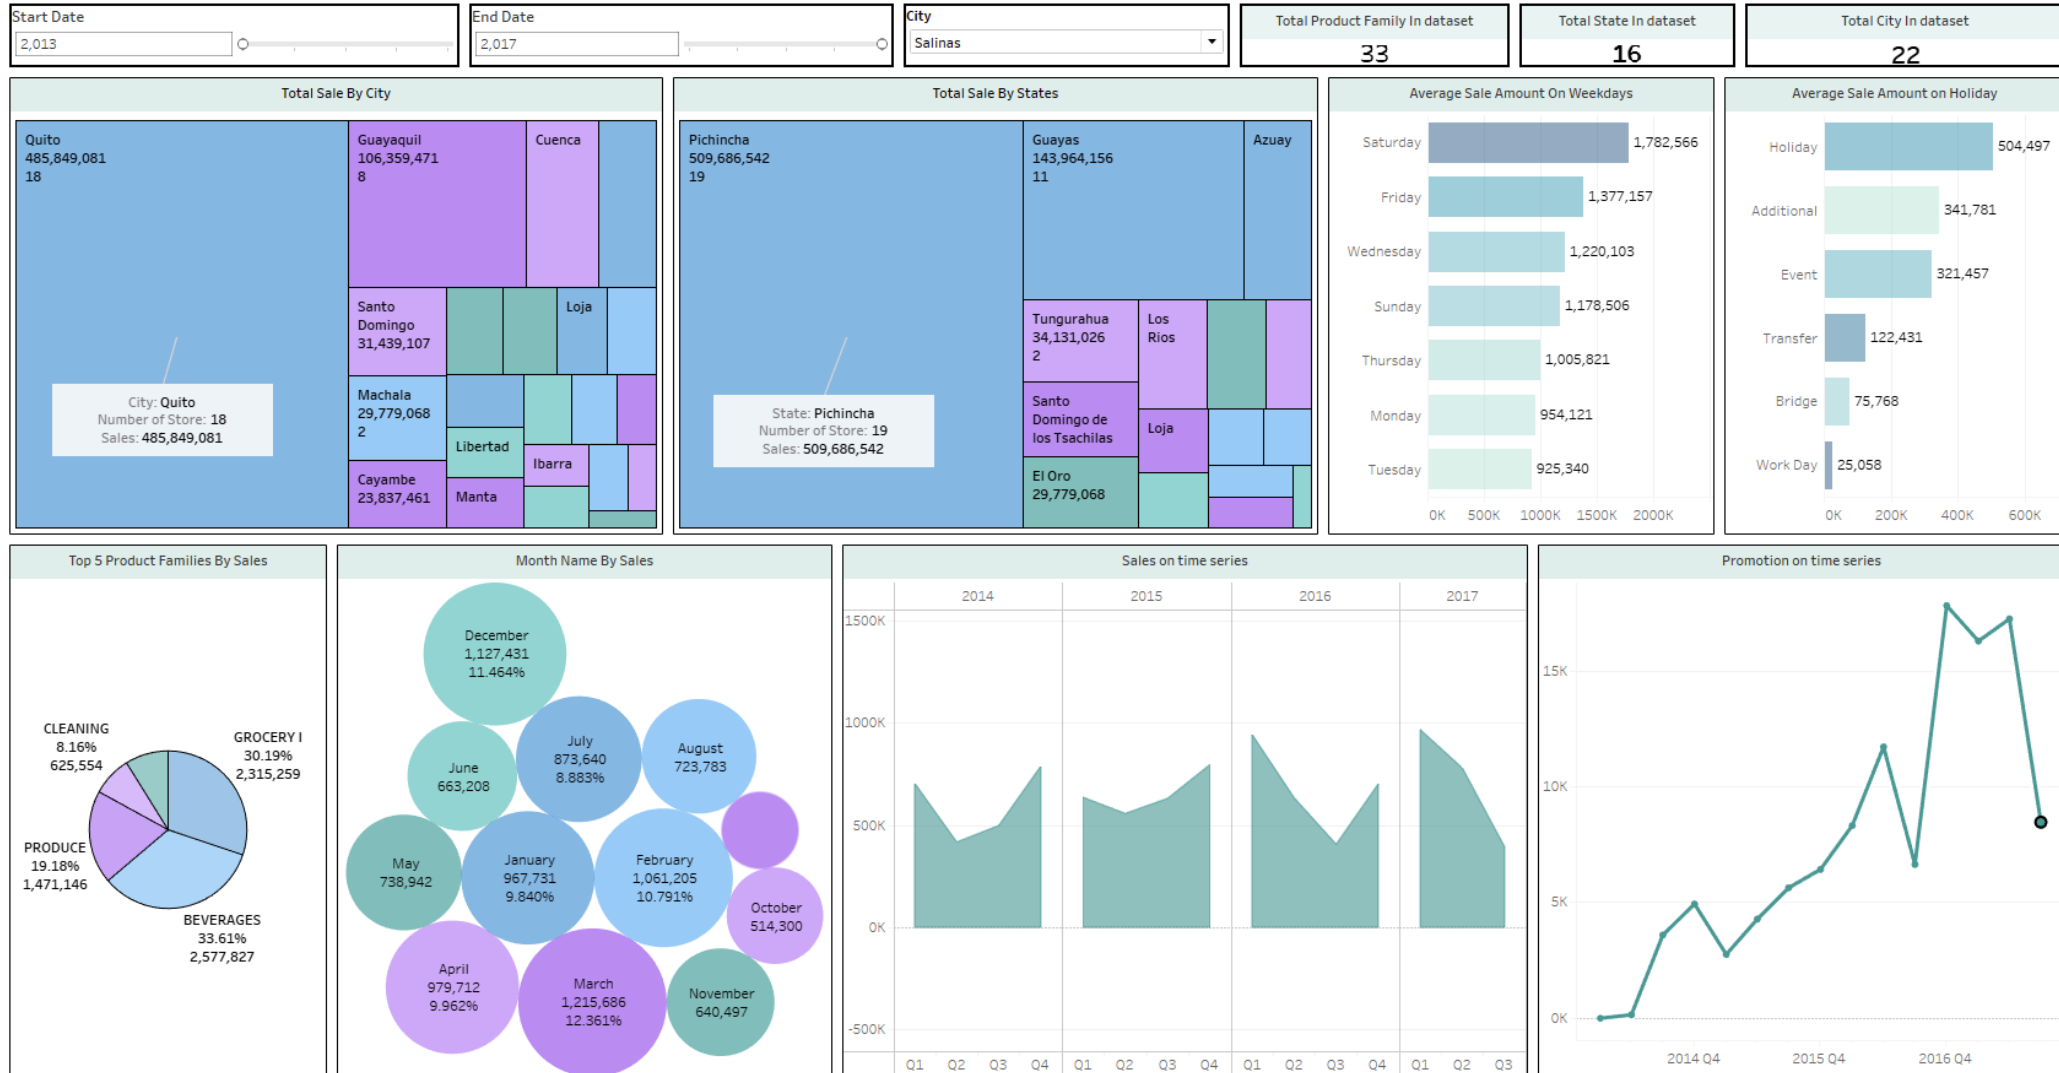 Start Date
2,013
End Date
2,017
City
Salinas
Total Product Family In dataset
33
Total State In dataset
16
Total City In dataset
22
Total Sale By City
Quito
485,849,081
18
Guayaquil
106,359,471
8
Cuenca
Santo
Domingo
31,439,107
Loja
Machala
29,779,068
2
Libertad
Ibarra
Cayambe
23,837,461
Manta
City: Quito
Number of Store: 18
Sales: 485,849,081
Total Sale By States
Pichincha
509,686,542
19
Guayas
143,964,156
11
Azuay
Tungurahua
34,131,026
2
Los
Rios
Santo
Domingo de
los Tsachilas
Loja
El Oro
29,779,068
State: Pichincha
Number of Store: 19
Sales: 509,686,542
Average Sale Amount On Weekdays
Saturday
1,782,566
Friday
1,377,157
Wednesday
1,220,103
Sunday
1,178,506
Thursday
1,005,821
Monday
954,121
Tuesday
925,340
0K 500K 1000K 1500K 2000K
Average Sale Amount on Holiday
Holiday
504,497
Additional
341,781
Event
321,457
Transfer
122,431
Bridge
75,768
Work Day
25,058
0K 200K 400K 600K
Top 5 Product Families By Sales
CLEANING
8.16%
625,554
GROCERY I
30.19%
2,315,259
PRODUCE
19.18%
1,471,146
BEVERAGES
33.61%
2,577,827
Month Name By Sales
December
1,127,431
11.464%
July
873,640
8.883%
August
723,783
June
663,208
May
738,942
January
967,731
9.840%
February
1,061,205
10.791%
October
514,300
April
979,712
9.962%
March
1,215,686
12.361%
November
640,497
Sales on time series
2014 2015 2016 2017
1500K
1000K
500K
0K
-500K
Q1 Q2 Q3 Q4 Q1 Q2 Q3 Q4 Q1 Q2 Q3 Q4 Q1 Q2 Q3
Promotion on time series
15K
10K
5K
0K
2014 Q4 2015 Q4 2016 Q4